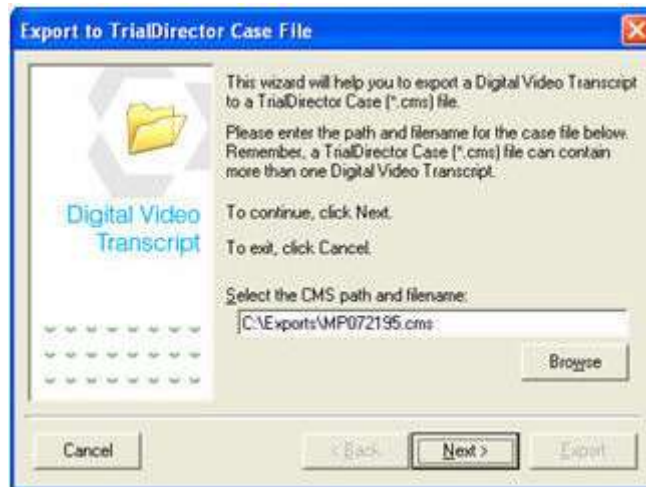 Export to TrialDirector Case File
This wizard will help you to export a Digital Video Transcript
to a TrialDirector Case (*.cms) file.
Please enter the path and filename for the case file below.
Remember, a TrialDirector Case (*.cms) file can contain
more than one Digital Video Transcript.
Digital Video
Transcript
To continue, click Next.
To exit, click Cancel.
Select the CMS path and filename:
C:\Exports\MP072195.cms
Browse
Cancel
< Back
Next >
Export